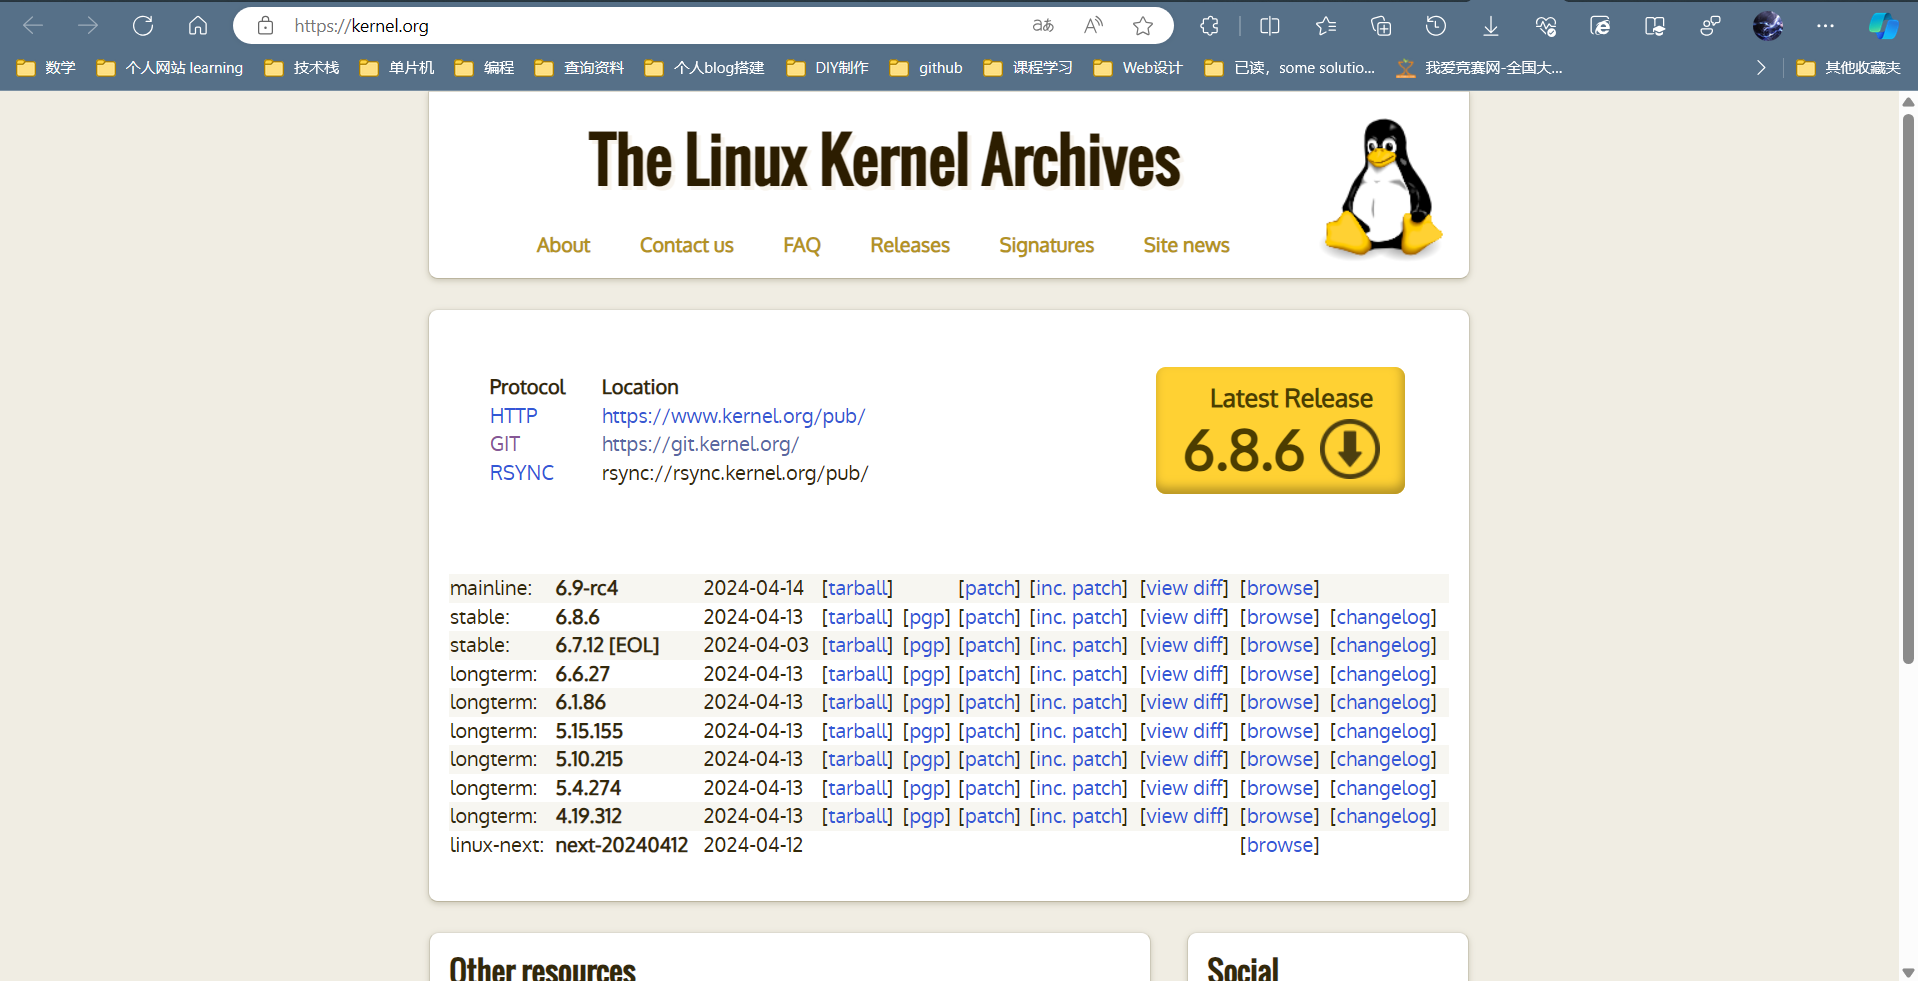 https://kernel.org
数学 个人网站 learning 技术栈 单片机 编程 查询资料 个人blog搭建 DIY制作 github 课程学习 Web设计 已读，some solutio... 我爱竞赛网-全国大... 其他收藏夹
The Linux Kernel Archives
About Contact us FAQ Releases Signatures Site news
Protocol Location
HTTP https://www.kernel.org/pub/
GIT https://git.kernel.org/
RSYNC rsync://rsync.kernel.org/pub/
Latest Release
6.8.6
mainline: 6.9-rc4 2024-04-14 [tarball] [patch] [inc. patch] [view diff] [browse]
stable: 6.8.6 2024-04-13 [tarball] [pgp] [patch] [inc. patch] [view diff] [browse] [changelog]
stable: 6.7.12 [EOL] 2024-04-03 [tarball] [pgp] [patch] [inc. patch] [view diff] [browse] [changelog]
longterm: 6.6.27 2024-04-13 [tarball] [pgp] [patch] [inc. patch] [view diff] [browse] [changelog]
longterm: 6.1.86 2024-04-13 [tarball] [pgp] [patch] [inc. patch] [view diff] [browse] [changelog]
longterm: 5.15.155 2024-04-13 [tarball] [pgp] [patch] [inc. patch] [view diff] [browse] [changelog]
longterm: 5.10.215 2024-04-13 [tarball] [pgp] [patch] [inc. patch] [view diff] [browse] [changelog]
longterm: 5.4.274 2024-04-13 [tarball] [pgp] [patch] [inc. patch] [view diff] [browse] [changelog]
longterm: 4.19.312 2024-04-13 [tarball] [pgp] [patch] [inc. patch] [view diff] [browse] [changelog]
linux-next: next-20240412 2024-04-12 [browse]
Other resources
Social